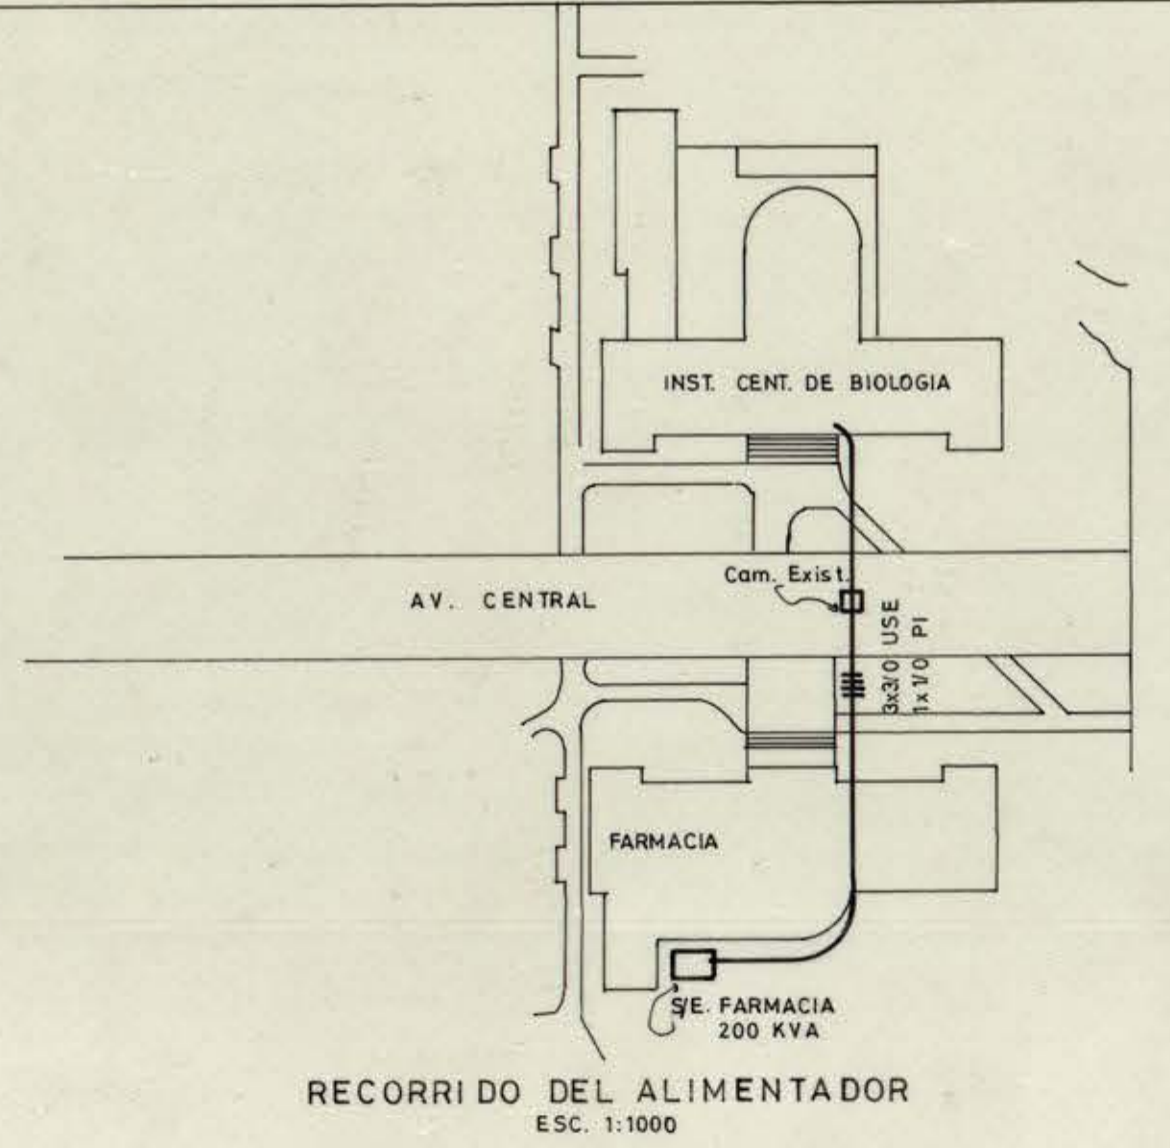 INST. CENT. DE BIOLOGIA
Cam. Exist.
AV. CENTRAL
3x3/0 USE
1x1/0 PI
FARMACIA
S/E. FARMACIA
200 KVA
RECORRIDO DEL ALIMENTADOR
ESC. 1:1000